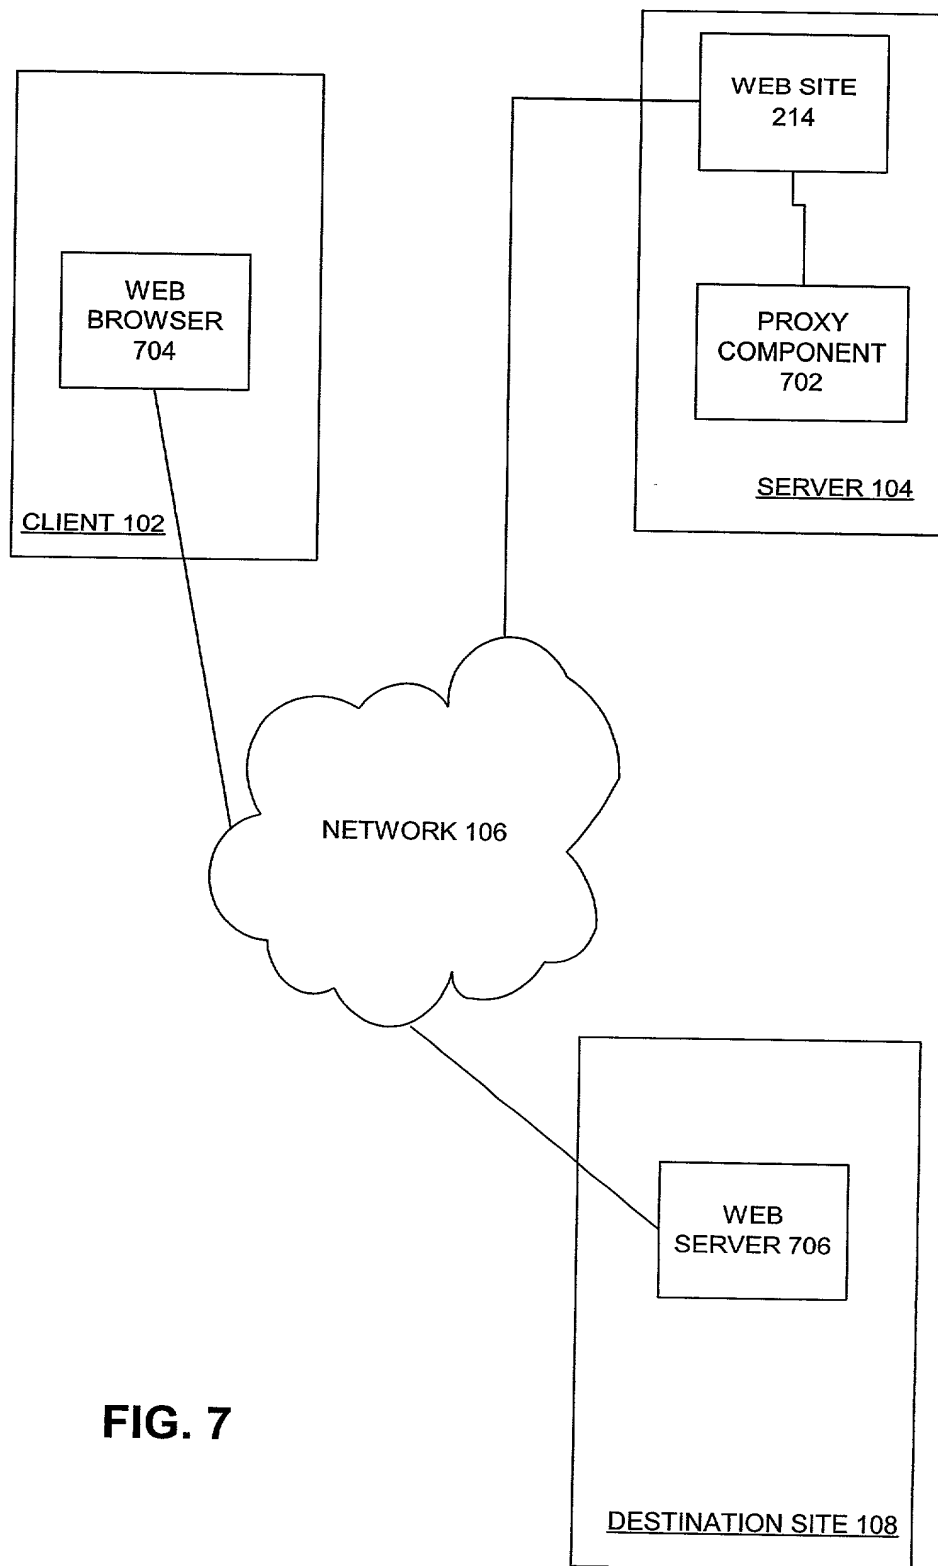 WEB SITE
214
WEB
BROWSER
704
PROXY
COMPONENT
702
SERVER 104
CLIENT 102
NETWORK 106
WEB
SERVER 706
FIG. 7
DESTINATION SITE 108